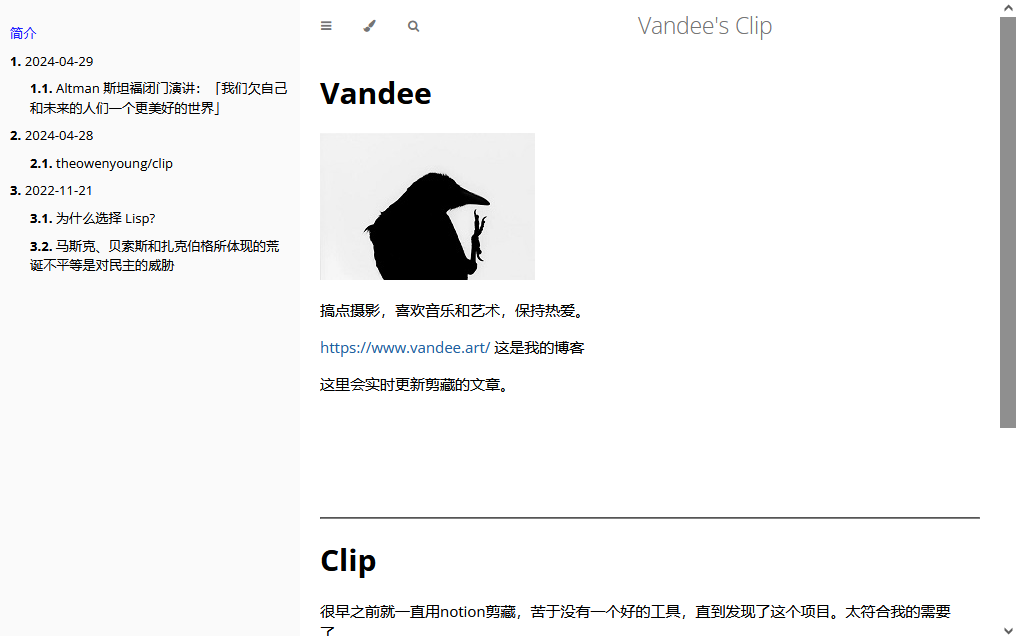 简介
1. 2024-04-29
1.1. Altman 斯坦福闭门演讲：「我们欠自己
和未来的人们一个更美好的世界」
2. 2024-04-28
2.1. theowenyoung/clip
3. 2022-11-21
3.1. 为什么选择 Lisp?
3.2. 马斯克、贝索斯和扎克伯格所体现的荒
诞不平等是对民主的威胁
Vandee's Clip
Vandee
搞点摄影，喜欢音乐和艺术，保持热爱。
https://www.vandee.art/ 这是我的博客
这里会实时更新剪藏的文章。
Clip
很早之前就一直用notion剪藏，苦于没有一个好的工具，直到发现了这个项目。太符合我的需要
了